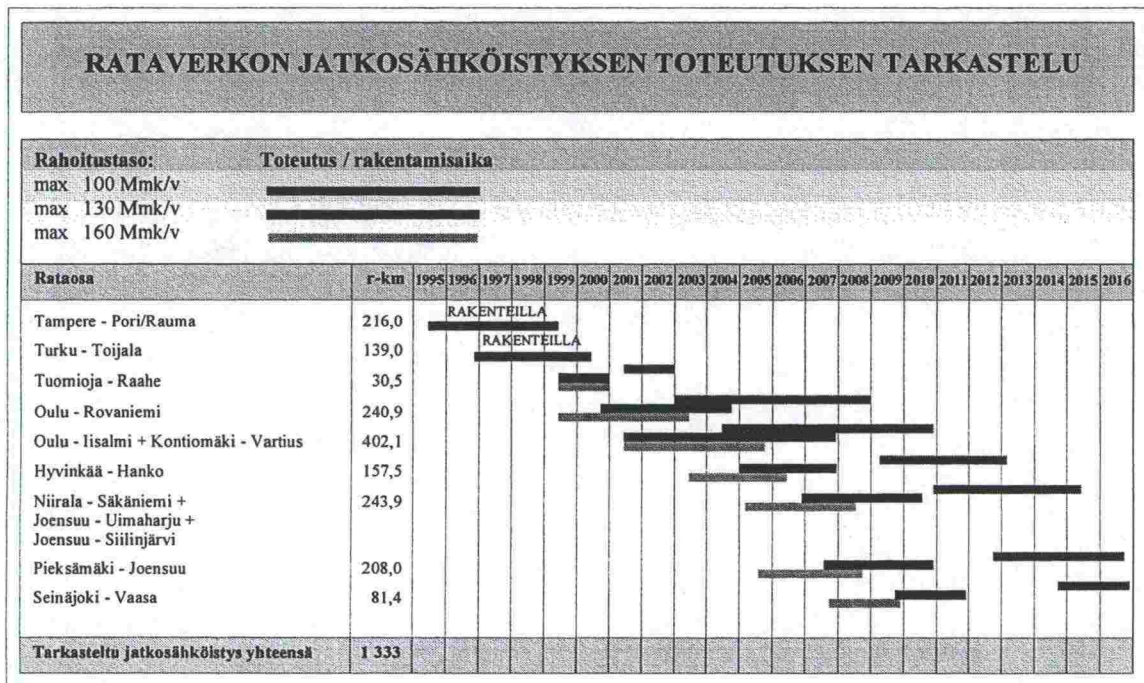 RATAVERKON JATKOSÄHKÖISTYKSEN TOTEUTUKSEN TARKASTELU
Rahoitustaso: Toteutus / rakentamisaika
max 100 Mmk/v
max 130 Mmk/v
max 160 Mmk/v
Rataosa r-km 1995 1996 1997 1998 1999 2000 2001 2002 2003 2004 2005 2006 2007 2008 2009 2010 2011 2012 2013 2014 2015 2016
Tampere - Pori/Rauma 216,0 RAKENTEILLA
Turku - Toijala 139,0 RAKENTEILLA
Tuomioja - Raahe 30,5
Oulu - Rovaniemi 240,9
Oulu - Iisalmi + Kontiomäki - Vartius 402,1
Hyvinkää - Hanko 157,5
Niirala - Säkäniemi + 243,9
Joensuu - Uimaharju +
Joensuu - Siilinjärvi
Pieksämäki - Joensuu 208,0
Seinäjoki - Vaasa 81,4
Tarkasteltu jatkosähköistys yhteensä 1 333